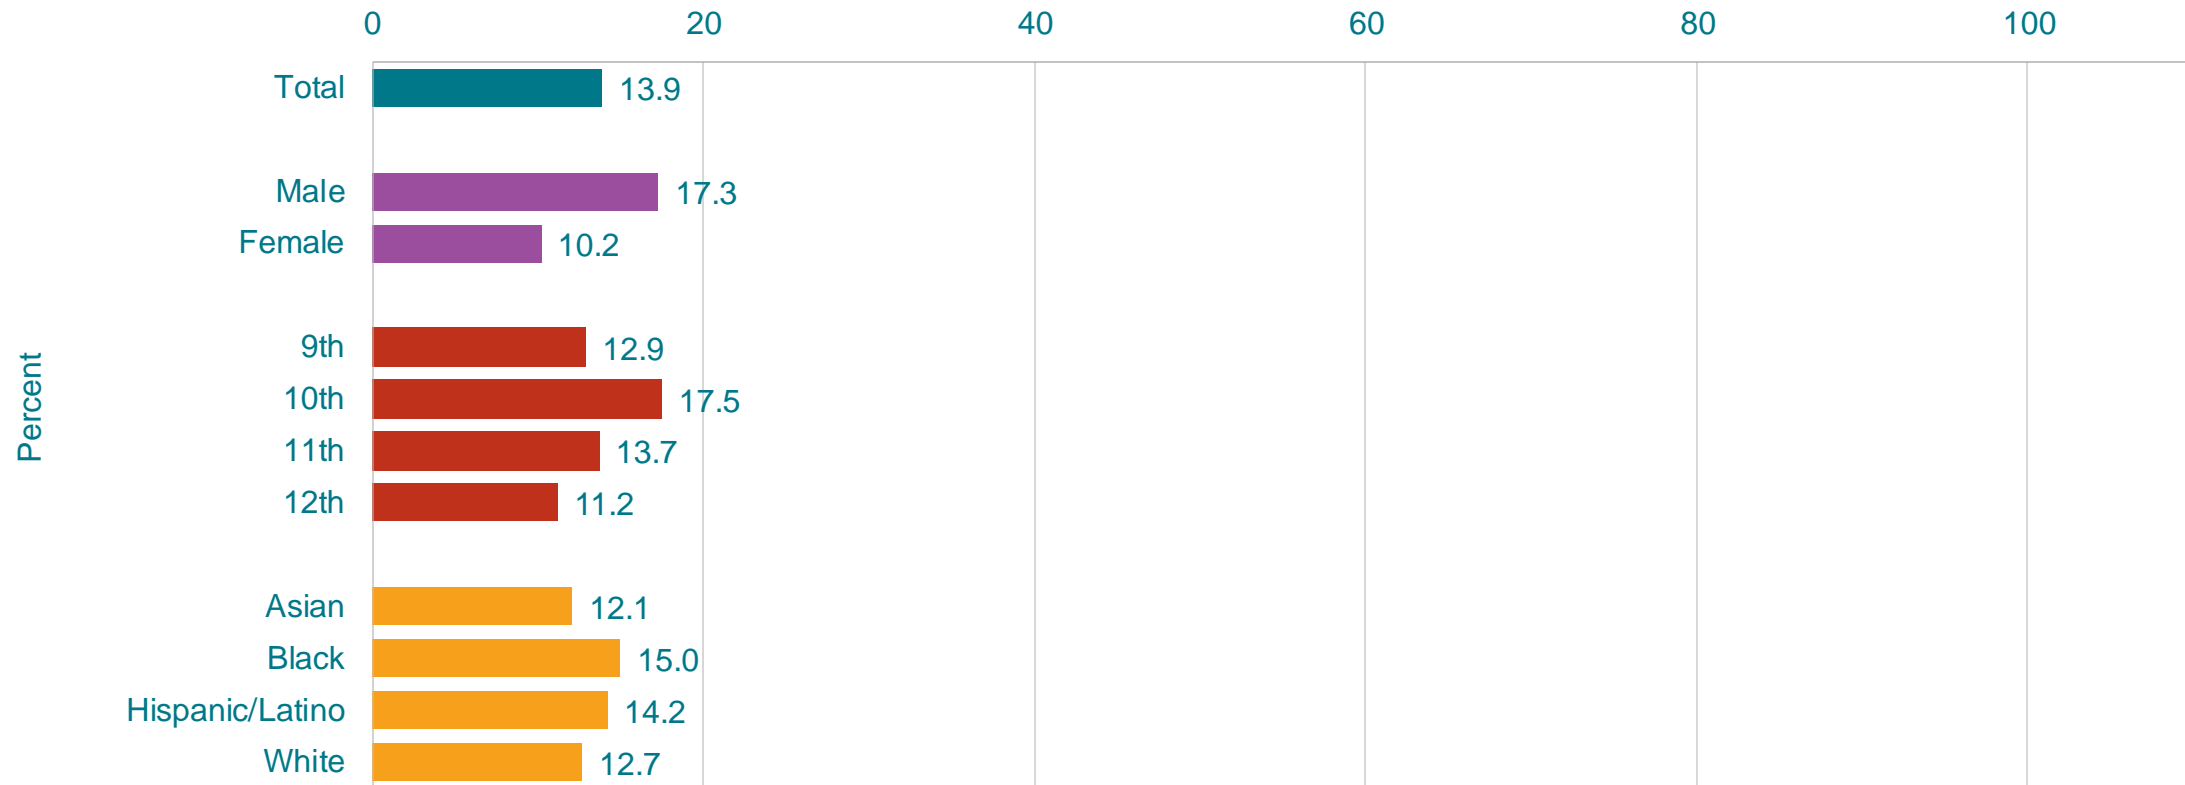 0 20 40 60 80 100
Total 13.9
Male 17.3
Female 10.2
Percent
9th 12.9
10th 17.5
11th 13.7
12th 11.2
Asian 12.1
Black 15.0
Hispanic/Latino 14.2
White 12.7